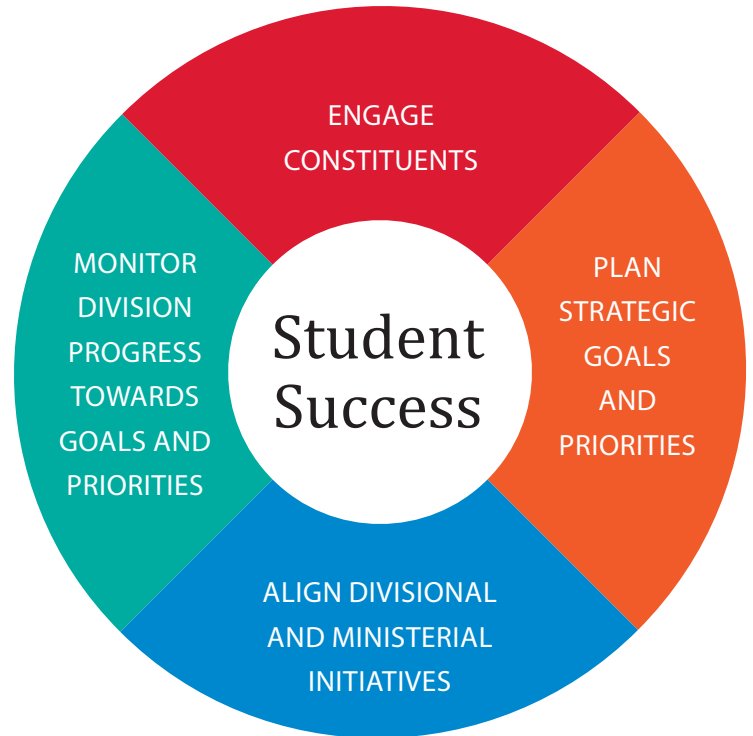 ENGAGE
CONSTITUENTS
PLAN
STRATEGIC
GOALS
AND
PRIORITIES
ALIGN DIVISIONAL
AND MINISTERIAL
INITIATIVES
MONITOR
DIVISION
PROGRESS
TOWARDS
GOALS AND
PRIORITIES
Student
Success